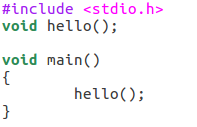 #include <stdio.h>
void hello();

void main()
{
        hello();
}